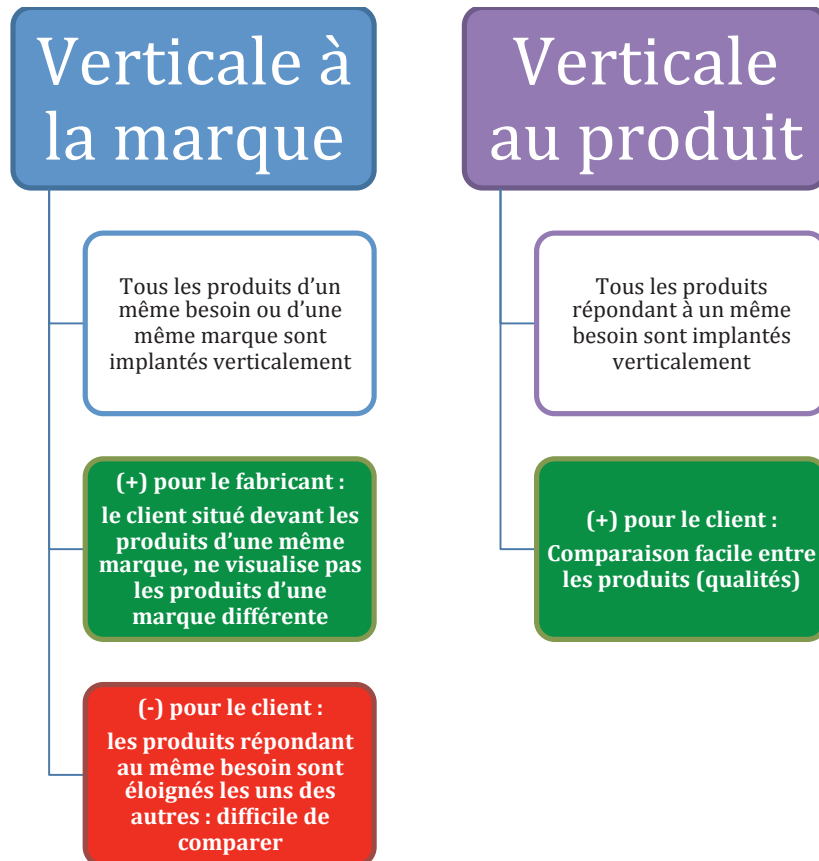 Verticale à
la marque
Tous les produits d'un
même besoin ou d'une
même marque sont
implantés verticalement
(+) pour le fabricant :
le client situé devant les
produits d'une même
marque, ne visualise pas
les produits d'une
marque différente
(-) pour le client :
les produits répondant
au même besoin sont
éloignés les uns des
autres : difficile de
comparer
Verticale
au produit
Tous les produits
répondant à un même
besoin sont implantés
verticalement
(+) pour le client :
Comparaison facile entre
les produits (qualités)